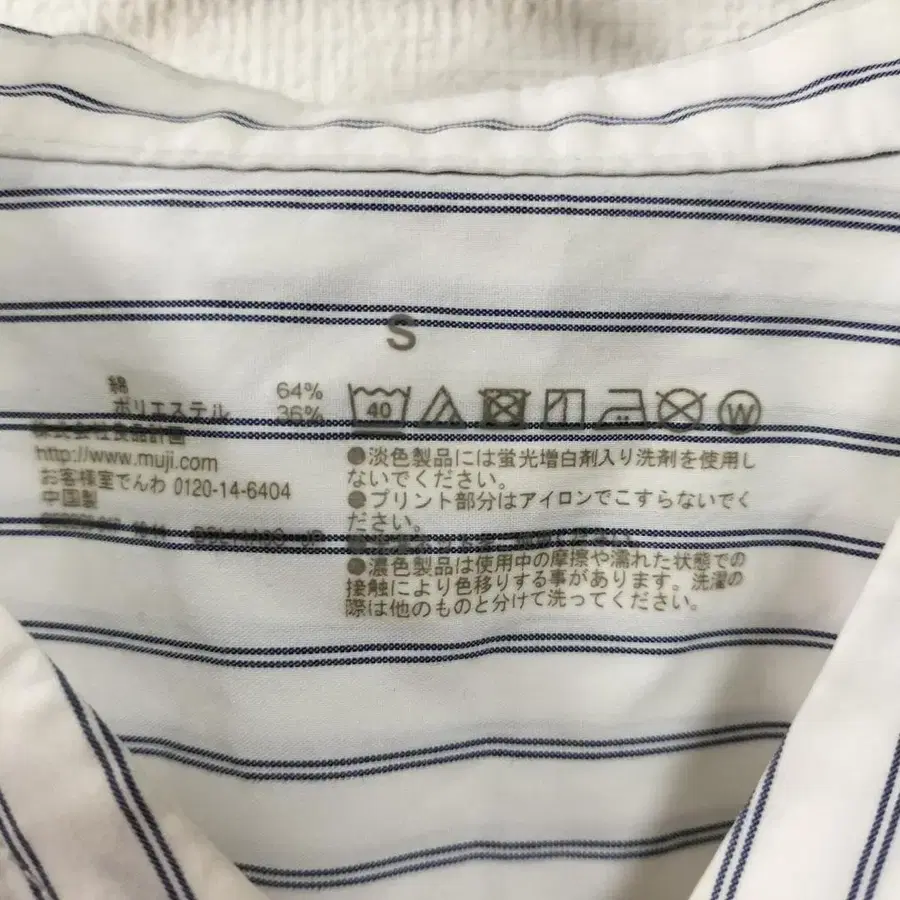 S
綿 64%
ポリエステル 36%
株式会社良品計画
http://www.muji.com
お客様室でんわ 0120-14-6404
中国製
40
W
●淡色製品には蛍光増白剤入り洗剤を使用し
ないでください。
●プリント部分はアイロンでこすらないでく
ださい。
●濃色製品は使用中の摩擦や濡れた状態での
接触により色移りする事があります。洗濯の
際は他のものと分けて洗ってください。